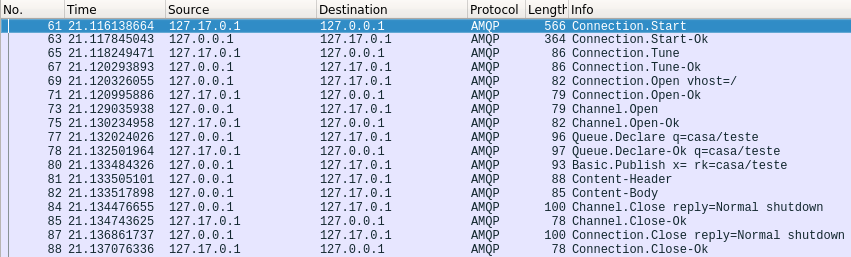 No. Time Source Destination Protocol Length Info
61 21.116138664 127.17.0.1 127.0.0.1 AMQP 566 Connection.Start
63 21.117845043 127.0.0.1 127.17.0.1 AMQP 364 Connection.Start-Ok
65 21.118249471 127.17.0.1 127.0.0.1 AMQP 86 Connection.Tune
67 21.120293893 127.0.0.1 127.17.0.1 AMQP 86 Connection.Tune-Ok
69 21.120326055 127.0.0.1 127.17.0.1 AMQP 82 Connection.Open vhost=/
71 21.120995886 127.17.0.1 127.0.0.1 AMQP 79 Connection.Open-Ok
73 21.129035938 127.0.0.1 127.17.0.1 AMQP 79 Channel.Open
75 21.130234958 127.17.0.1 127.0.0.1 AMQP 82 Channel.Open-Ok
77 21.132024026 127.0.0.1 127.17.0.1 AMQP 96 Queue.Declare q=casa/teste
78 21.132501964 127.17.0.1 127.0.0.1 AMQP 97 Queue.Declare-Ok q=casa/teste
80 21.133484326 127.0.0.1 127.17.0.1 AMQP 93 Basic.Publish x= rk=casa/teste
81 21.133505101 127.0.0.1 127.17.0.1 AMQP 88 Content-Header
82 21.133517898 127.0.0.1 127.17.0.1 AMQP 85 Content-Body
84 21.134476655 127.0.0.1 127.17.0.1 AMQP 100 Channel.Close reply=Normal shutdown
85 21.134743625 127.17.0.1 127.0.0.1 AMQP 78 Channel.Close-Ok
87 21.136861737 127.0.0.1 127.17.0.1 AMQP 100 Connection.Close reply=Normal shutdown
88 21.137076336 127.17.0.1 127.0.0.1 AMQP 78 Connection.Close-Ok